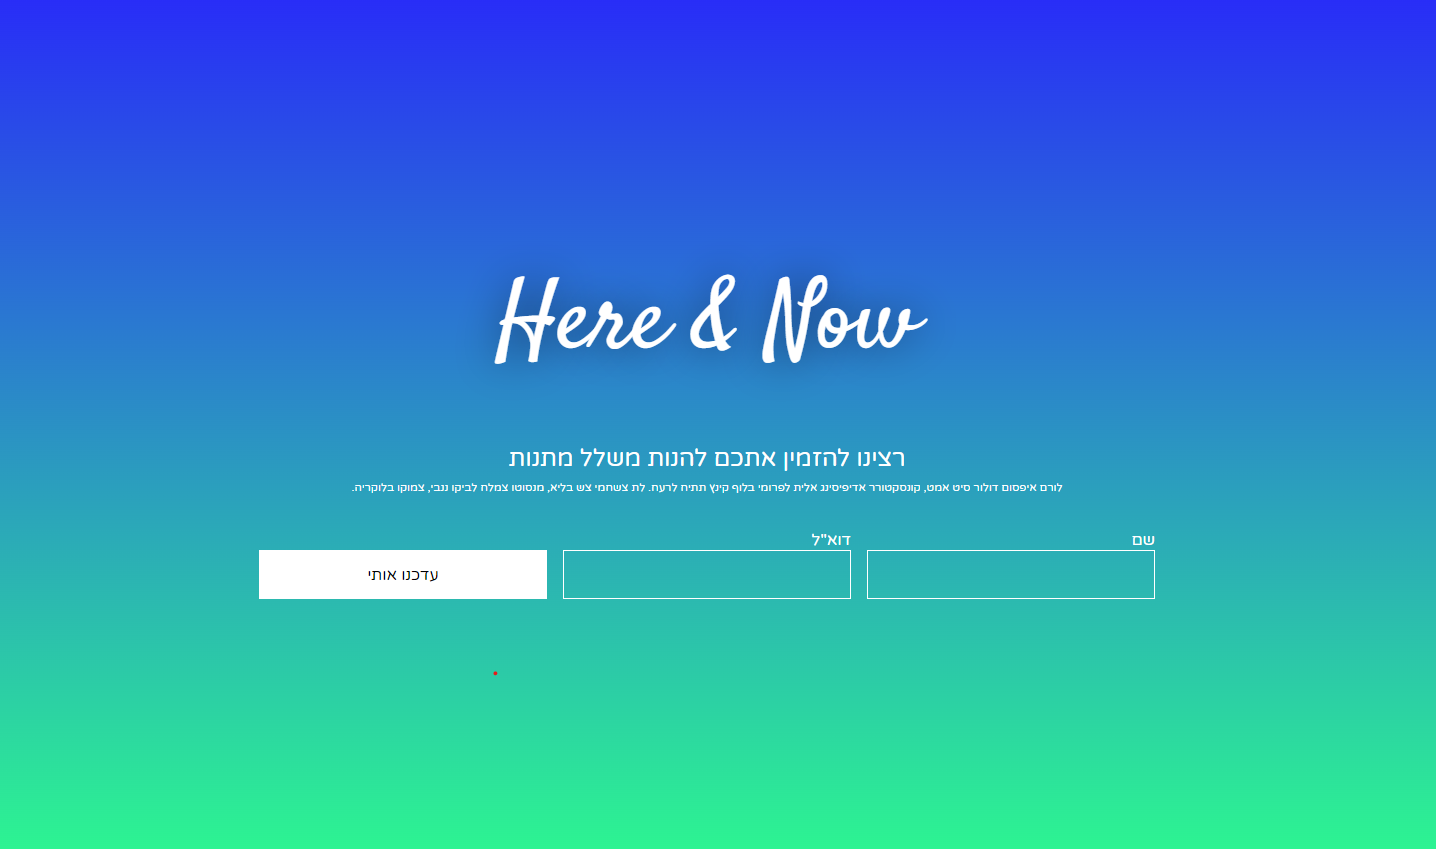 Here & Now
רצינו להזמין אתכם להנות משלל מתנות
לורם איפסום דולור סיט אמט, קונסקטורר אדיפיסינג אלית לפרומי בלוף קינץ תתיח לרעח. לת צשחמי צש בליא, מנסוטו צמלח לביקו ננבי, צמוקו בלוקריה.
שם
דוא"ל
עדכנו אותי